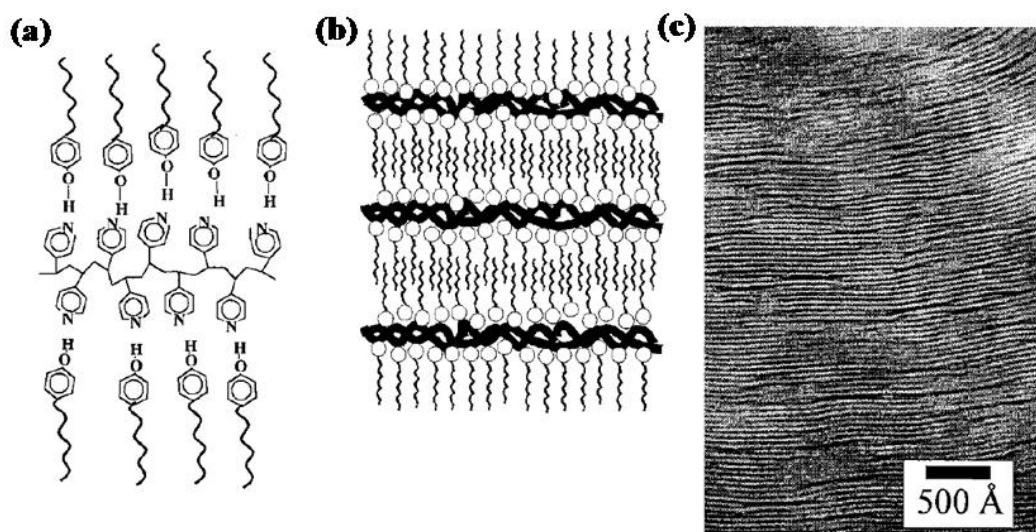 (a)
(b)
(c)
O O O O O
H H H H H
N N N N N
N N N N
H H H H
O O O O
500 Å